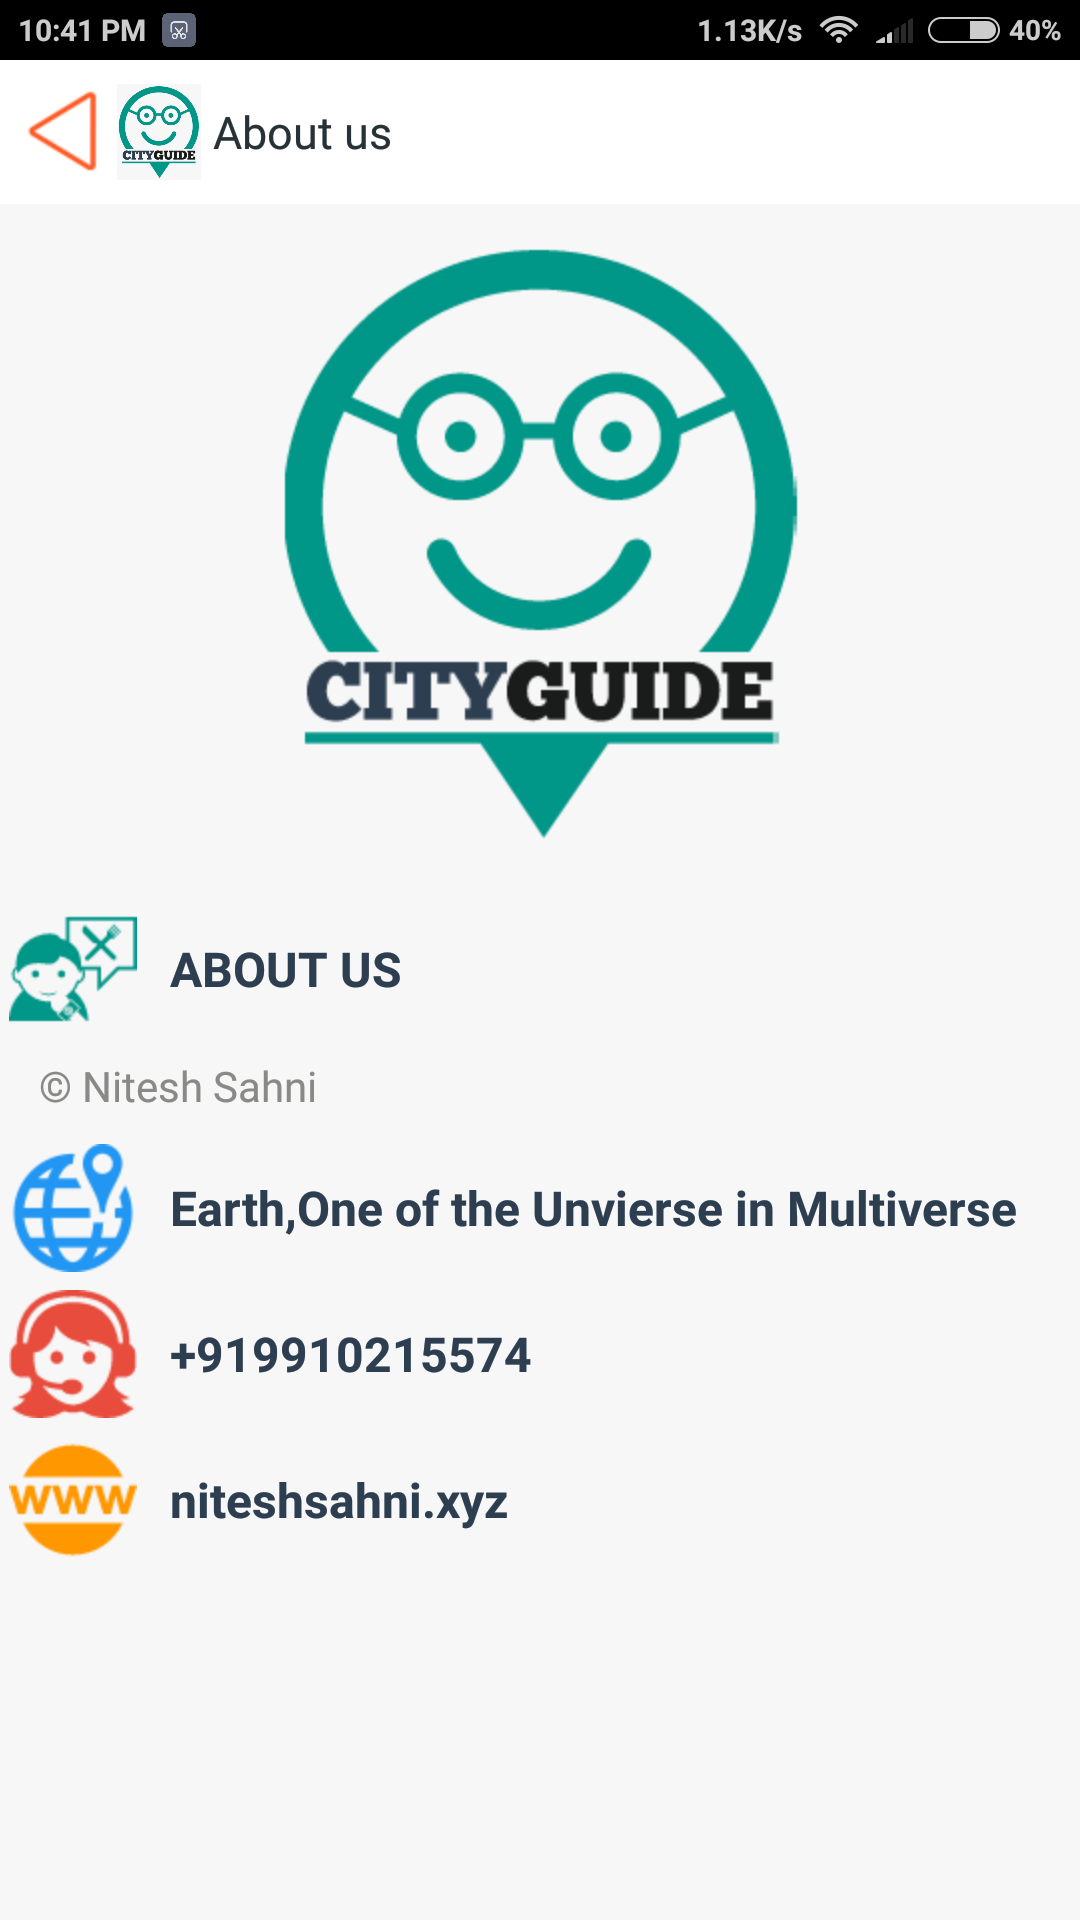 10:41 PM 1.13K/s 40%
CITYGUIDE About us
CITYGUIDE
ABOUT US
© Nitesh Sahni
Earth,One of the Unvierse in Multiverse
+919910215574
www niteshsahni.xyz